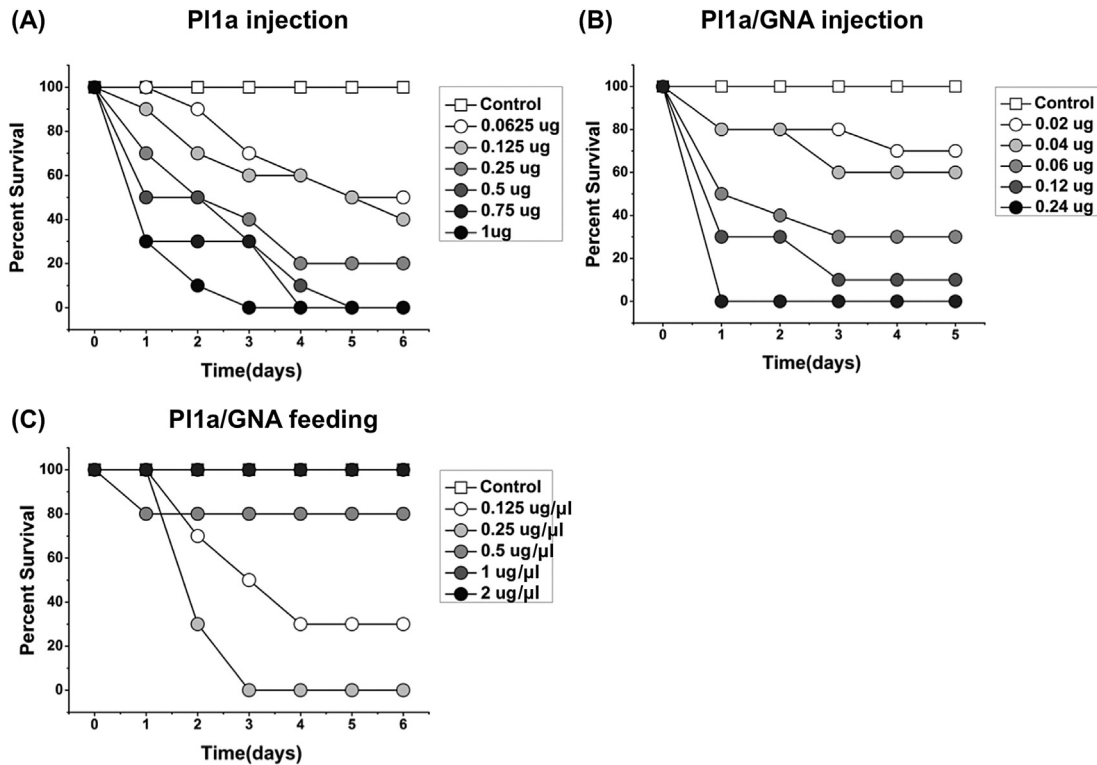 (A) Pl1a injection
Percent Survival
100
80
60
40
20
0
0 1 2 3 4 5 6
Time(days)
Control
0.0625 ug
0.125 ug
0.25 ug
0.5 ug
0.75 ug
1ug
(B) Pl1a/GNA injection
Percent Survival
100
80
60
40
20
0
0 1 2 3 4 5
Time(days)
Control
0.02 ug
0.04 ug
0.06 ug
0.12 ug
0.24 ug
(C) Pl1a/GNA feeding
Percent Survival
100
80
60
40
20
0
0 1 2 3 4 5 6
Time(days)
Control
0.125 ug/µl
0.25 ug/µl
0.5 ug/µl
1 ug/µl
2 ug/µl